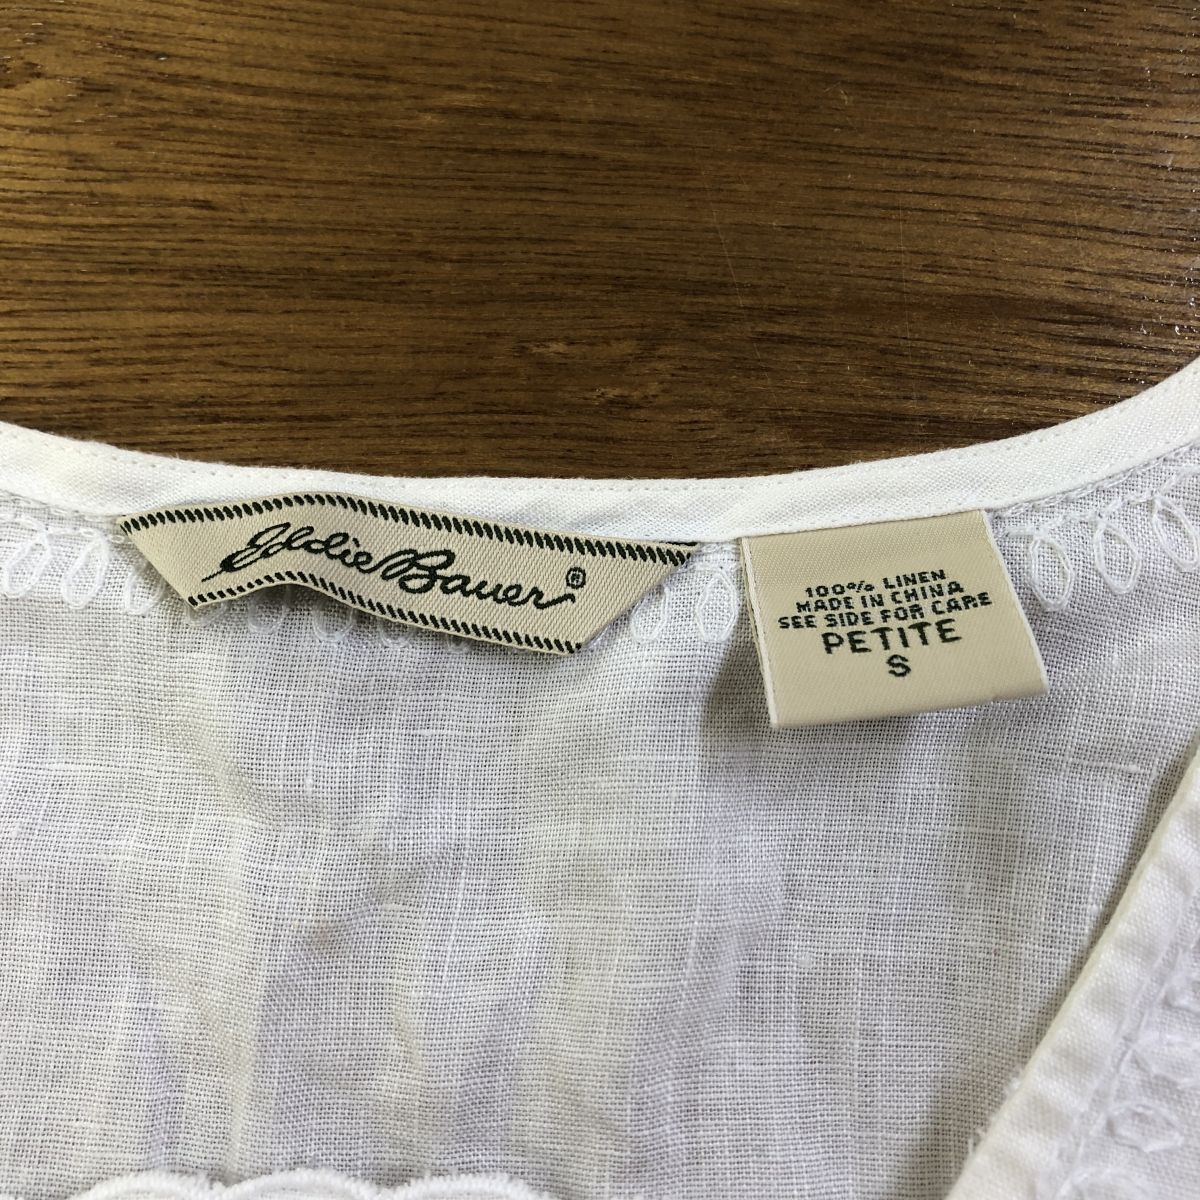 Eddie Bauer®
100% LINEN
MADE IN CHINA
SEE SIDE FOR CARE
PETITE
S